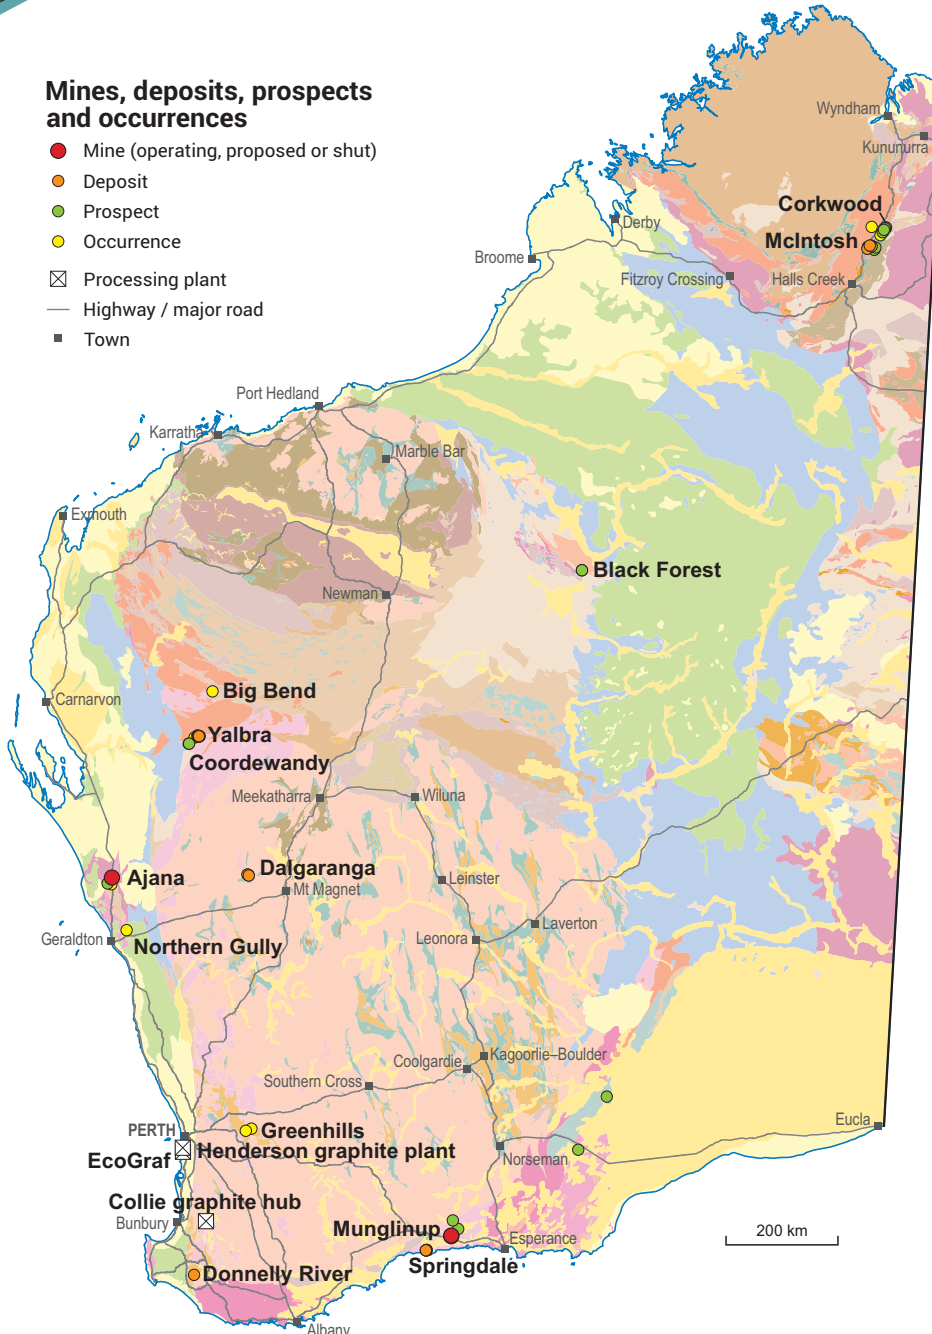 Mines, deposits, prospects
and occurrences
Mine (operating, proposed or shut)
Deposit
Prospect
Occurrence
Processing plant
Highway / major road
Town
Wyndham
Kununurra
Corkwood
McIntosh
Derby
Broome
Fitzroy Crossing
Halls Creek
Port Hedland
Karratha
Marble Bar
Exmouth
Black Forest
Newman
Big Bend
Carnarvon
Yalbra
Coordewandy
Meekatharra
Wiluna
Ajana
Dalgaranga
Mt Magnet
Leinster
Northern Gully
Geraldton
Laverton
Leonora
Kagoorlie–Boulder
Coolgardie
Southern Cross
PERTH
Greenhills
Henderson graphite plant
EcoGraf
Norseman
Eucla
Collie graphite hub
Bunbury
Munglinup
200 km
Esperance
Springdale
Donnelly River
Albany